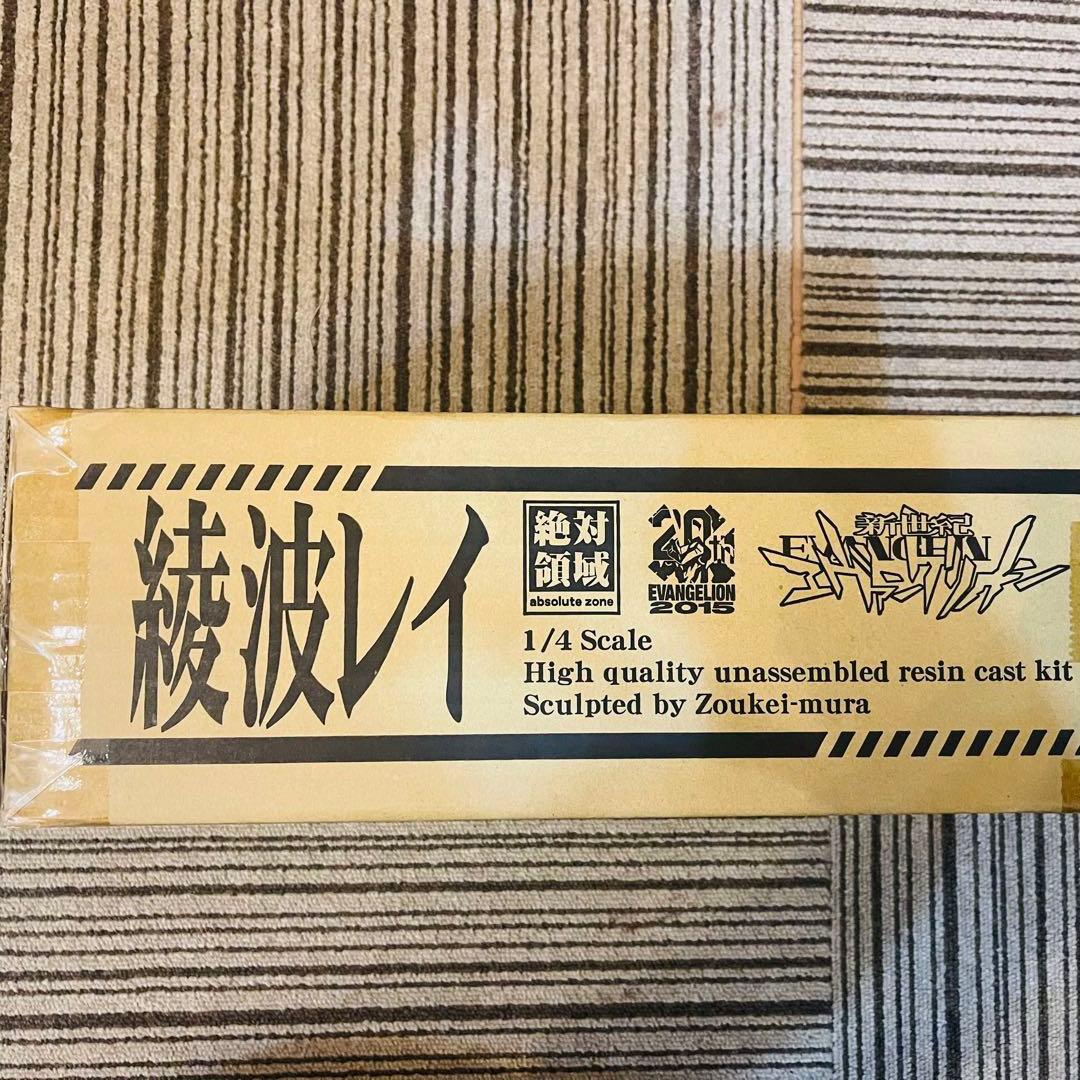 綾波レイ
絶対
領域
absolute zone
20th
EVANGELION
2015
新世紀
EVANGELION
エヴァンゲリオン
1/4 Scale
High quality unassembled resin cast kit
Sculpted by Zoukei-mura